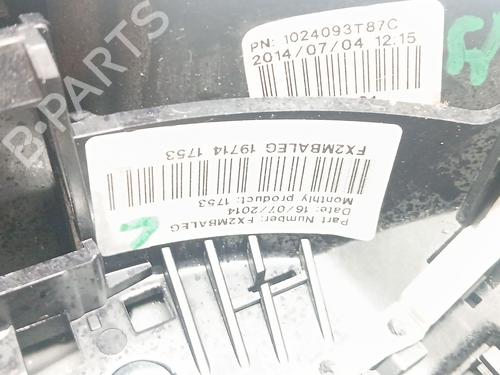 PN: 1024093T87C
2014/07/04 12:15
FX2MBALEG 19714 1753
Monthly product: 1753
Date: 16/07/2014
Part Number: FX2MBALEG
B-PARTS